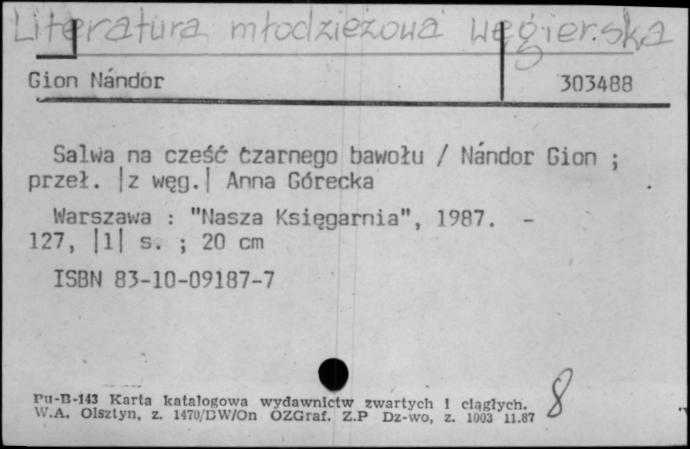 Literatura młodzieżowa węgierska
Gion Nándor 303488
Salwa na cześć czarnego bawołu / Nándor Gion ;
przeł. |z węg.| Anna Górecka
Warszawa : "Nasza Księgarnia", 1987. -
127, |1| s. ; 20 cm
ISBN 83-10-09187-7
Pu-B-143 Karta katalogowa wydawnictw zwartych i ciągłych.
W.A. Olsztyn, z. 1470/DW/On OZGraf. Z.P Dz-wo, z. 1003 11.87
8